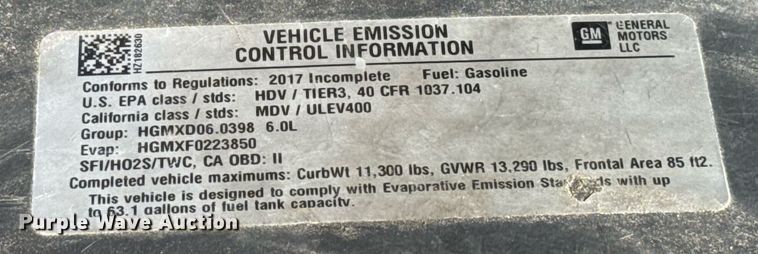 HZ182630
VEHICLE EMISSION
CONTROL INFORMATION
GM
GENERAL
MOTORS
LLC
Conforms to Regulations: 2017 Incomplete Fuel: Gasoline
U.S. EPA class / stds: HDV / TIER3, 40 CFR 1037.104
California class / stds: MDV / ULEV400
Group: HGMXD06.0398 6.0L
Evap: HGMXF0223850
SFI/HO2S/TWC, CA OBD: II
Completed vehicle maximums: CurbWt 11,300 lbs, GVWR 13,290 lbs, Frontal Area 85 ft2.
This vehicle is designed to comply with Evaporative Emission Sta ds with up
to 63.1 gallons of fuel tank capacity.
Purple Wave Auction